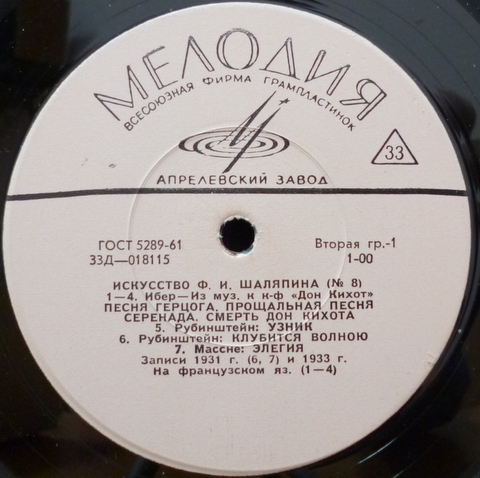 МЕЛОДИЯ
ВСЕСОЮЗНАЯ ФИРМА ГРАМПЛАСТИНОК
33
АПРЕЛЕВСКИЙ ЗАВОД
ГОСТ 5289-61 Вторая гр.-1
33Д—018115 1-00
ИСКУССТВО Ф. И. ШАЛЯПИНА (№ 8)
1—4. Ибер—Из муз. к к-ф «Дон Кихот»
ПЕСНЯ ГЕРЦОГА. ПРОЩАЛЬНАЯ ПЕСНЯ
СЕРЕНАДА. СМЕРТЬ ДОН КИХОТА
5. Рубинштейн: УЗНИК
6. Рубинштейн: КЛУБИТСЯ ВОЛНОЮ
7. Массне: ЭЛЕГИЯ
Записи 1931 г. (6, 7) и 1933 г.
На французском яз. (1—4)